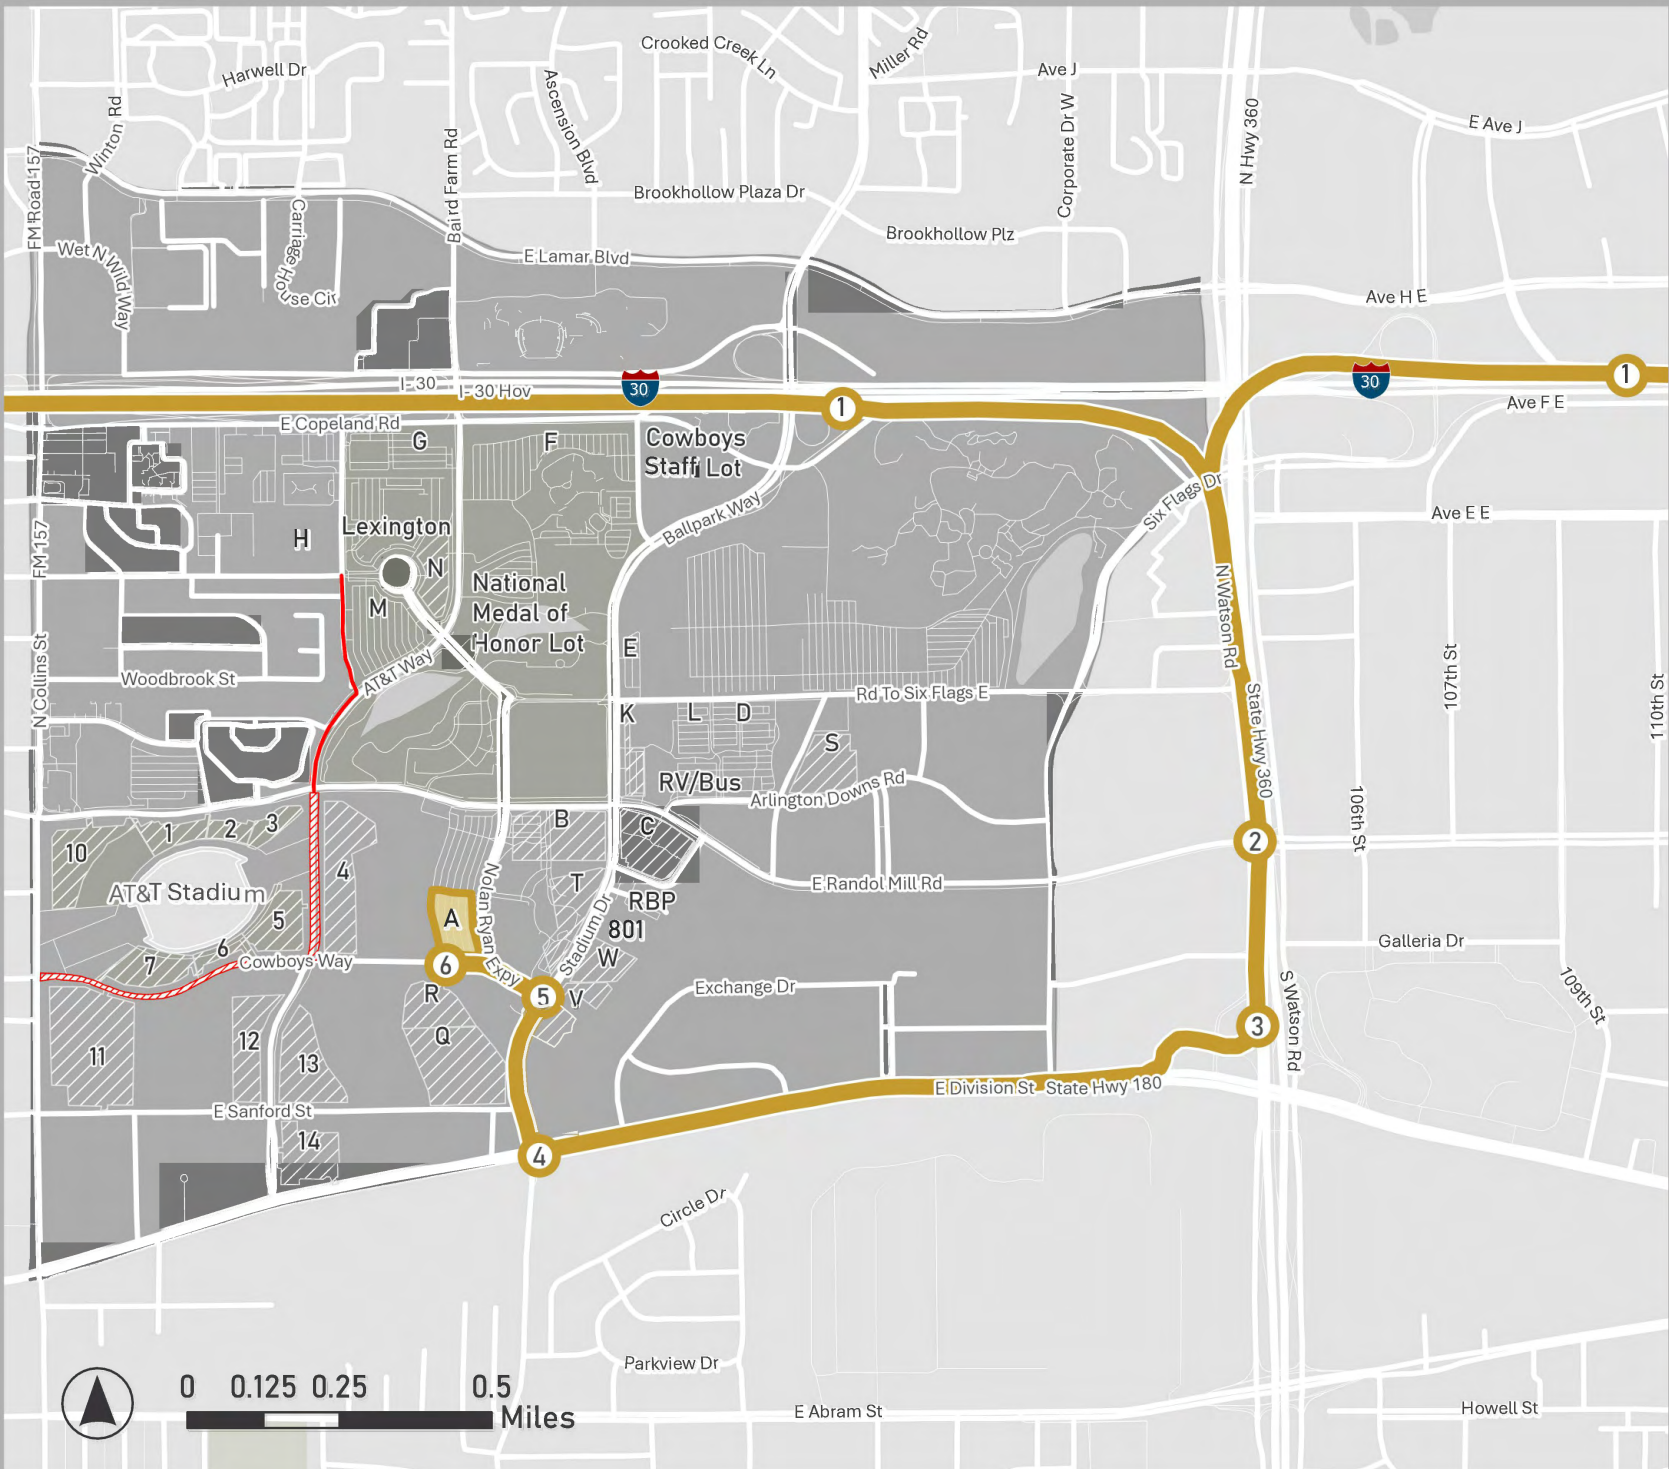 Crooked Creek Ln
Miller Rd
Harwell Dr
Ave J
Ascension Blvd
Winton Rd
Corporate Dr W
N Hwy 360
E Ave J
FM Road 157
Baird Farm Rd
Brookhollow Plaza Dr
Carriage House Cir
Brookhollow Plz
Wet N Wild Way
E Lamar Blvd
Ave H E
I-30
I-30 Hov
30
30
1
1
Ave F E
E Copeland Rd
G
F
Cowboys
Staff Lot
Six Flags Dr
Ballpark Way
Ave E E
Lexington
H
FM 157
N
National
Medal of
Honor Lot
M
E
N Watson Rd
N Collins St
Woodbrook St
AT&T Way
Rd To Six Flags E
State Hwy 360
107th St
110th St
K
L
D
S
RV/Bus
Arlington Downs Rd
106th St
1
2
3
B
C
2
10
4
AT&T Stadium
T
E Randol Mill Rd
Nolan Ryan Expy
RBP
A
5
801
Stadium Dr
Galleria Dr
6
W
7
Cowboys Way
6
R
5
V
Exchange Dr
S Watson Rd
109th St
3
Q
12
11
13
E Division St
State Hwy 180
E Sanford St
14
4
Circle Dr
Parkview Dr
0
0.125
0.25
0.5
Miles
E Abram St
Howell St